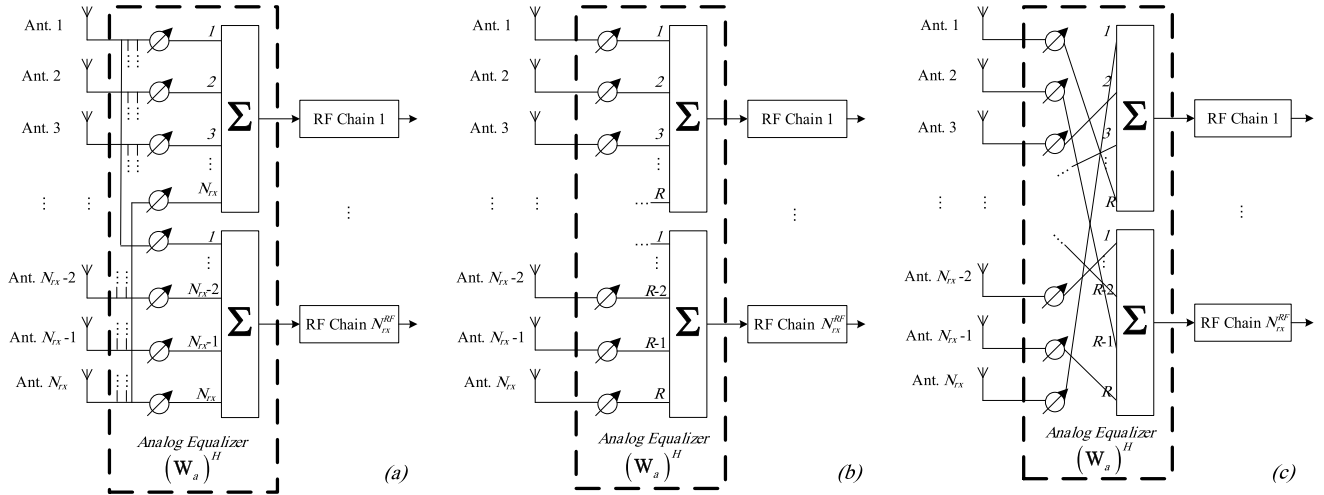 Ant. 1
1
Ant. 2
2
Ant. 3
3
Σ
RF Chain 1
N_rx
1
Ant. N_rx-2
N_rx-2
Ant. N_rx-1
N_rx-1
Σ
RF Chain N_rx^RF
Ant. N_rx
N_rx
Analog Equalizer
(W_a)^H
(a)
Ant. 1
1
Ant. 2
2
Ant. 3
3
Σ
RF Chain 1
R
1
Ant. N_rx-2
R-2
Ant. N_rx-1
R-1
Σ
RF Chain N_rx^RF
Ant. N_rx
R
Analog Equalizer
(W_a)^H
(b)
Ant. 1
1
Ant. 2
2
Ant. 3
3
Σ
RF Chain 1
R
1
Ant. N_rx-2
R-2
Ant. N_rx-1
R-1
Σ
RF Chain N_rx^RF
Ant. N_rx
R
Analog Equalizer
(W_a)^H
(c)